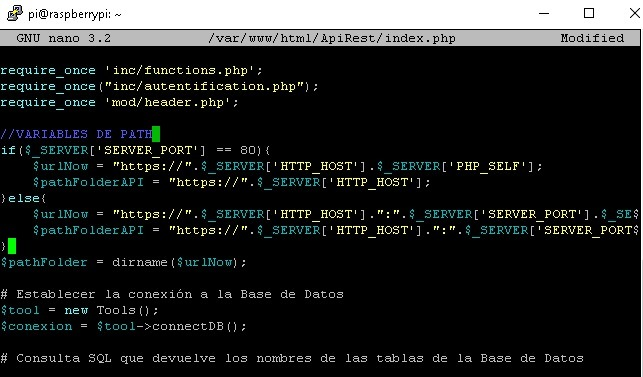 pi@raspberrypi: ~
GNU nano 3.2 /var/www/html/ApiRest/index.php Modified
require_once 'inc/functions.php';
require_once("inc/autentification.php");
require_once 'mod/header.php';
//VARIABLES DE PATH
if($_SERVER['SERVER_PORT'] == 80){
    $urlNow = "https://".$_SERVER['HTTP_HOST'].$_SERVER['PHP_SELF'];
    $pathFolderAPI = "https://".$_SERVER['HTTP_HOST'];
}else{
    $urlNow = "https://".$_SERVER['HTTP_HOST'].":".$_SERVER['SERVER_PORT'].$_SE$
    $pathFolderAPI = "https://".$_SERVER['HTTP_HOST'].":".$_SERVER['SERVER_PORT$
}
$pathFolder = dirname($urlNow);
# Establecer la conexión a la Base de Datos
$tool = new Tools();
$conexion = $tool->connectDB();
# Consulta SQL que devuelve los nombres de las tablas de la Base de Datos